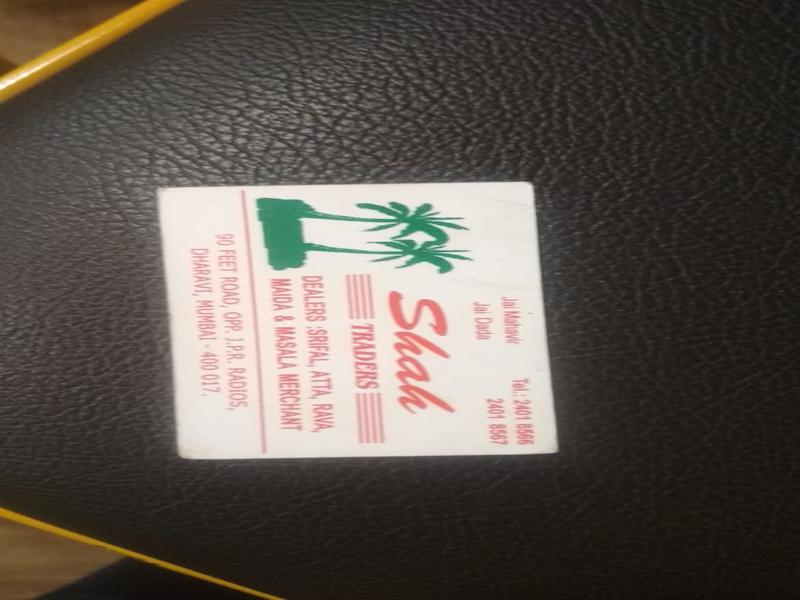 Jai Mahavir
Jai Dada
Tel.: 2401 8566
2401 8567
Shah
TRADERS
DEALERS :SRIFAL, ATTA, RAVA,
MAIDA & MASALA MERCHANT
90 FEET ROAD, OPP. J.P.R. RADIOS,
DHARAVI, MUMBAI - 400 017.